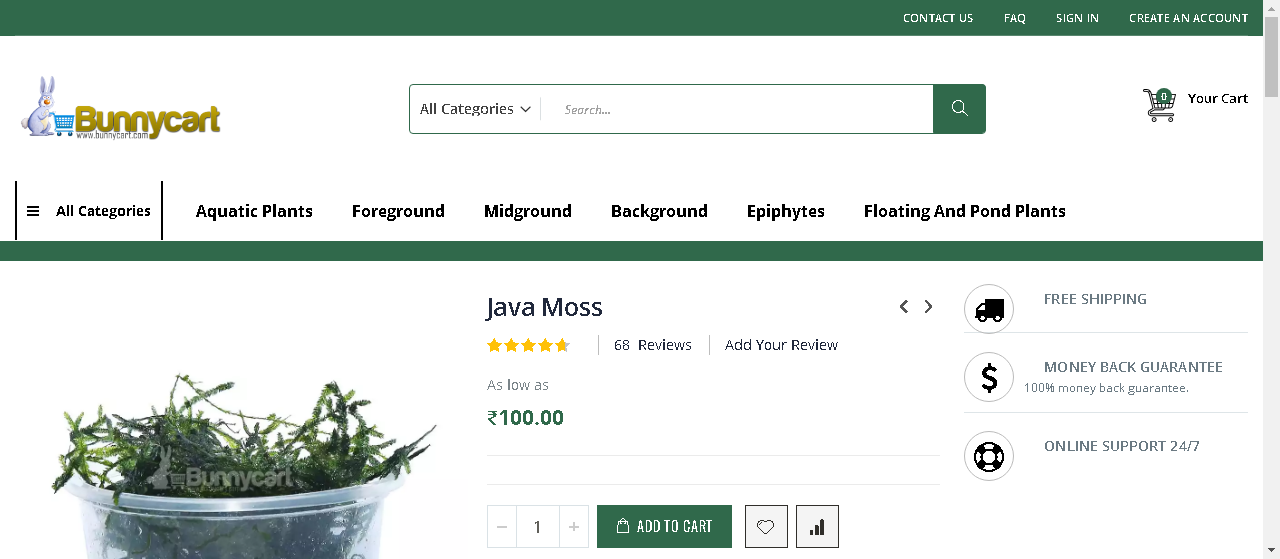 CONTACT US FAQ SIGN IN CREATE AN ACCOUNT
Bunnycart
www.bunnycart.com
All Categories Search...
0 Your Cart
All Categories Aquatic Plants Foreground Midground Background Epiphytes Floating And Pond Plants
Java Moss
68 Reviews Add Your Review
As low as
₹100.00
1 ADD TO CART
FREE SHIPPING
MONEY BACK GUARANTEE
100% money back guarantee.
ONLINE SUPPORT 24/7
Bunnycart